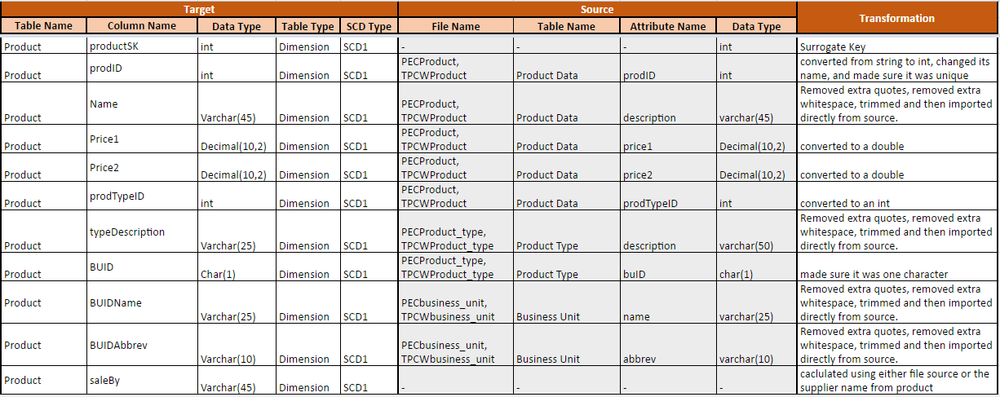 Target Source Transformation
Table Name Column Name Data Type Table Type SCD Type File Name Table Name Attribute Name Data Type
Product productSK int Dimension SCD1 - - - int Surrogate Key
Product prodID int Dimension SCD1 PECProduct, TPCWProduct Product Data prodID int converted from string to int, changed its name, and made sure it was unique
Product Name Varchar(45) Dimension SCD1 PECProduct, TPCWProduct Product Data description varchar(45) Removed extra quotes, removed extra whitespace, trimmed and then imported directly from source.
Product Price1 Decimal(10,2) Dimension SCD1 PECProduct, TPCWProduct Product Data price1 Decimal(10,2) converted to a double
Product Price2 Decimal(10,2) Dimension SCD1 PECProduct, TPCWProduct Product Data price2 Decimal(10,2) converted to a double
Product prodTypeID int Dimension SCD1 PECProduct, TPCWProduct Product Data prodTypeID int converted to an int
Product typeDescription Varchar(25) Dimension SCD1 PECProduct_type, TPCWProduct_type Product Type description varchar(50) Removed extra quotes, removed extra whitespace, trimmed and then imported directly from source.
Product BUID Char(1) Dimension SCD1 PECProduct_type, TPCWProduct_type Product Type buID char(1) made sure it was one character
Product BUIDName Varchar(25) Dimension SCD1 PECbusiness_unit, TPCWbusiness_unit Business Unit name varchar(25) Removed extra quotes, removed extra whitespace, trimmed and then imported directly from source.
Product BUIDAbbrev Varchar(10) Dimension SCD1 PECbusiness_unit, TPCWbusiness_unit Business Unit abbrev varchar(10) Removed extra quotes, removed extra whitespace, trimmed and then imported directly from source.
Product saleBy Varchar(45) Dimension SCD1 - - - - caclulated using either file source or the supplier name from product